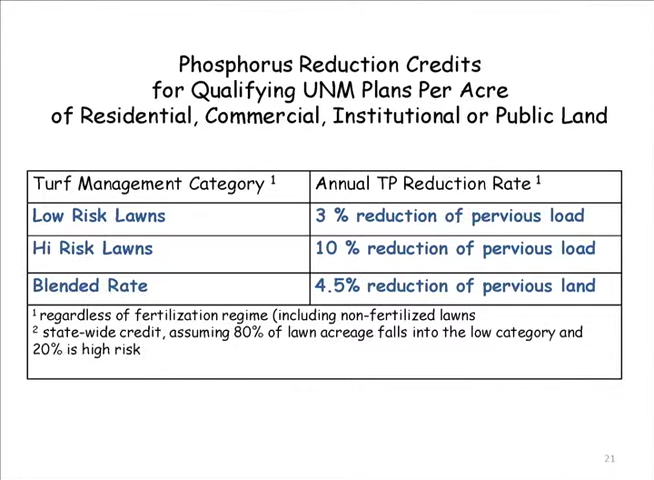 Phosphorus Reduction Credits
for Qualifying UNM Plans Per Acre
of Residential, Commercial, Institutional or Public Land
Turf Management Category ¹ Annual TP Reduction Rate ¹
Low Risk Lawns 3 % reduction of pervious load
Hi Risk Lawns 10 % reduction of pervious load
Blended Rate 4.5% reduction of pervious land
¹ regardless of fertilization regime (including non-fertilized lawns
² state-wide credit, assuming 80% of lawn acreage falls into the low category and
20% is high risk
21